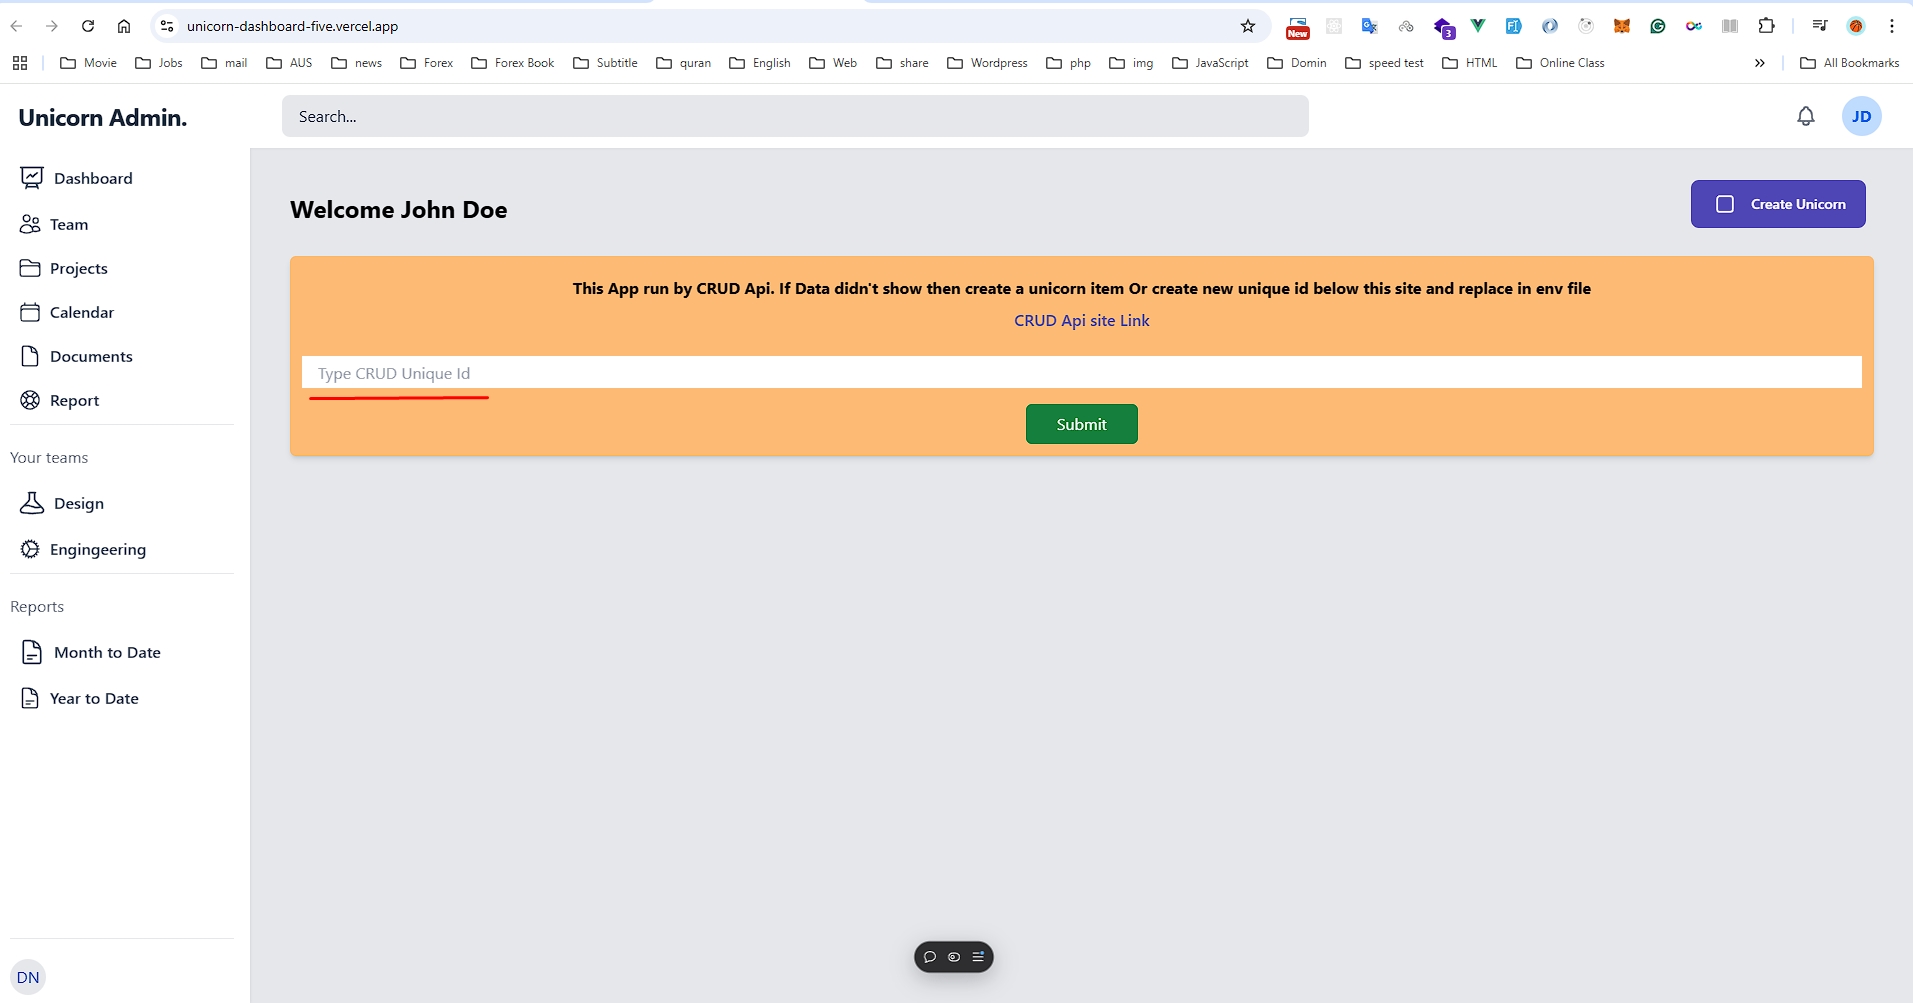 unicorn-dashboard-five.vercel.app
New
3
Movie Jobs mail AUS news Forex Forex Book Subtitle quran English Web share Wordpress php img JavaScript Domin speed test HTML Online Class » All Bookmarks
Unicorn Admin.
Search...
JD
Dashboard
Team
Projects
Calendar
Documents
Report
Your teams
Design
Engingeering
Reports
Month to Date
Year to Date
DN
Welcome John Doe
Create Unicorn
This App run by CRUD Api. If Data didn't show then create a unicorn item Or create new unique id below this site and replace in env file
CRUD Api site Link
Type CRUD Unique Id
Submit